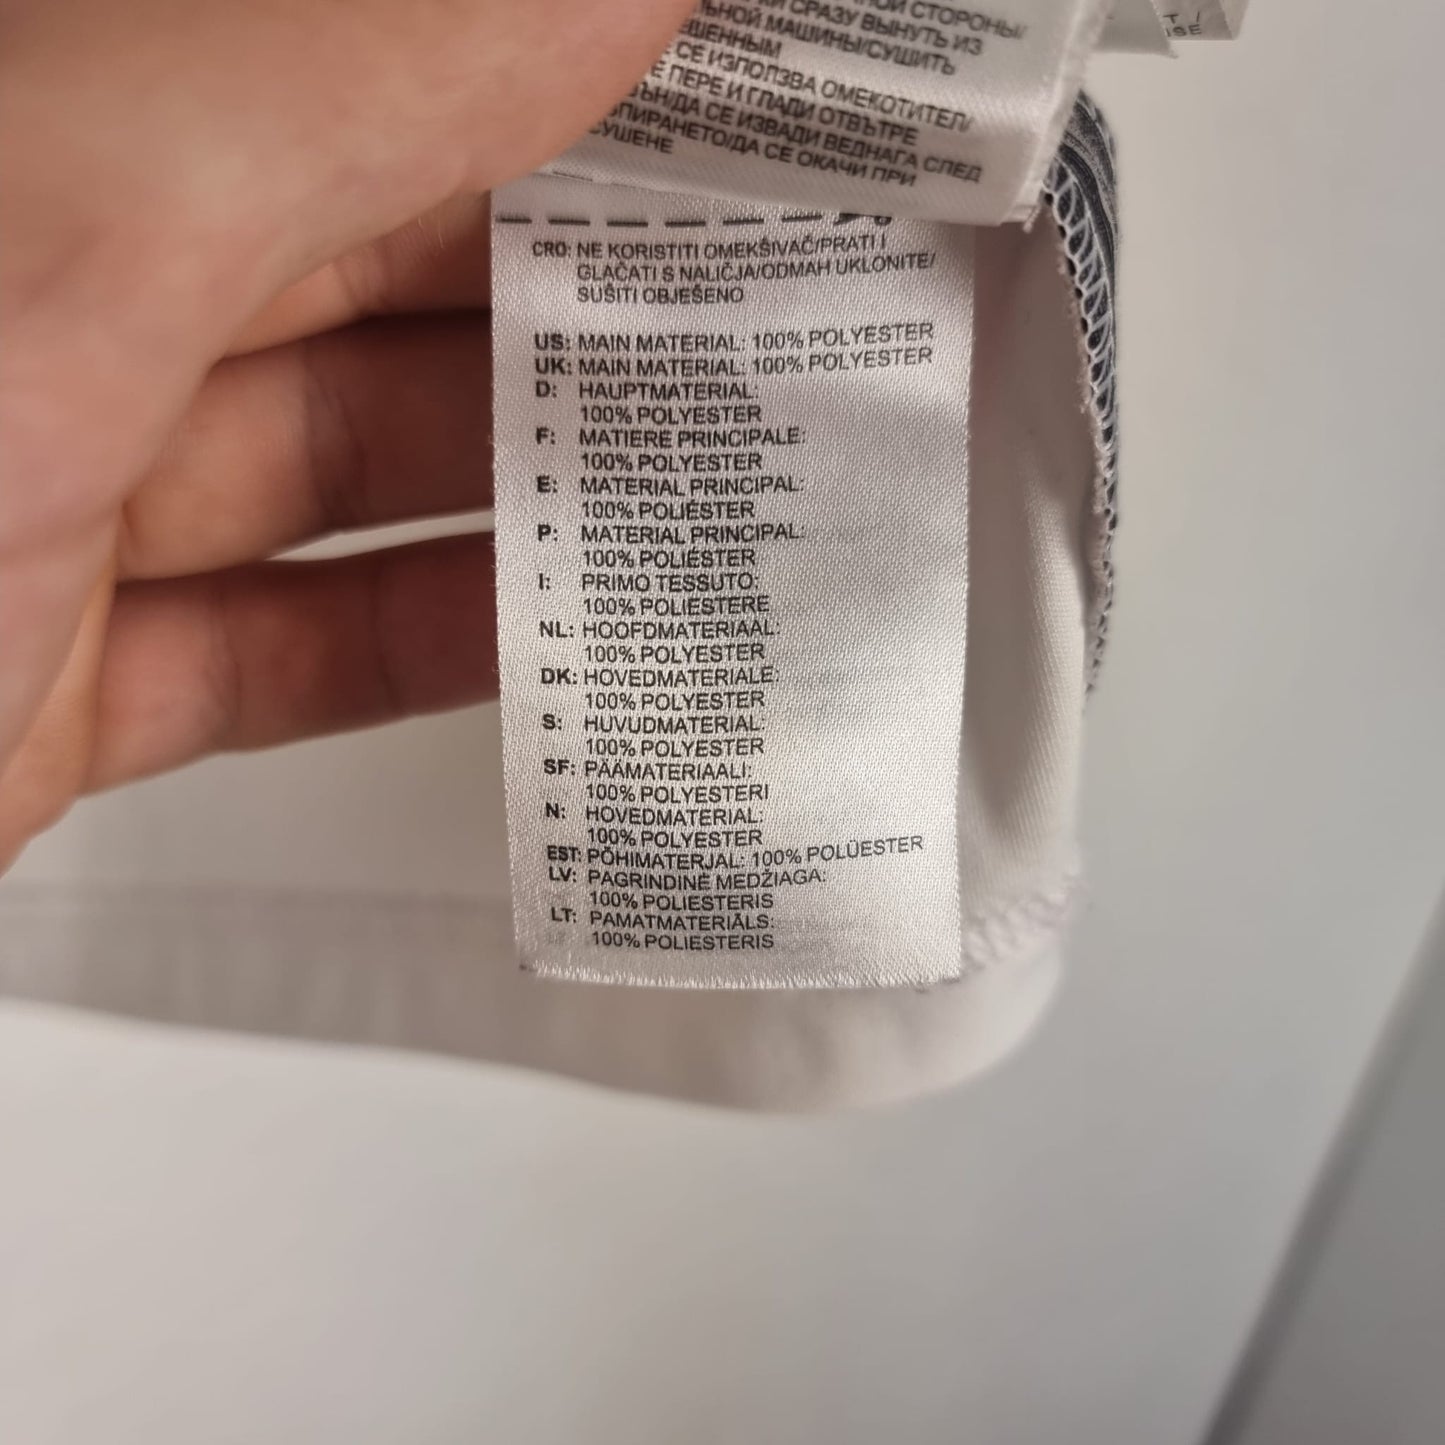 НОЙ СТОРОНЫ/
СРАЗУ ВЫНУТЬ ИЗ
МАШИНЫ/СУШИТЬ
СЕ ИЗПОЛЗВА ОМЕКОТИТЕЛ/
ПЕРЕ И ГЛАДИ ОТВЪТРЕ
ДА СЕ ИЗВАДИ ВЕДНАГА СЛЕД
ПИРАНЕТО/ДА СЕ ОКАЧИ ПРИ
СУШЕНЕ
CRO: NE KORISTITI OMEKŠIVAČ/PRATI I
GLAČATI S NALIČJA/ODMAH UKLONITE/
SUŠITI OBJEŠENO
US: MAIN MATERIAL: 100% POLYESTER
UK: MAIN MATERIAL: 100% POLYESTER
D: HAUPTMATERIAL:
100% POLYESTER
F: MATIERE PRINCIPALE:
100% POLYESTER
E: MATERIAL PRINCIPAL:
100% POLIÉSTER
P: MATERIAL PRINCIPAL:
100% POLIÉSTER
I: PRIMO TESSUTO:
100% POLIESTERE
NL: HOOFDMATERIAAL:
100% POLYESTER
DK: HOVEDMATERIALE:
100% POLYESTER
S: HUVUDMATERIAL:
100% POLYESTER
SF: PÄÄMATERIAALI:
100% POLYESTERI
N: HOVEDMATERIAL:
100% POLYESTER
EST: PÕHIMATERJAL: 100% POLÜESTER
LV: PAGRINDINĖ MEDŽIAGA:
100% POLIESTERIS
LT: PAMATMATERIĀLS:
100% POLIESTERIS